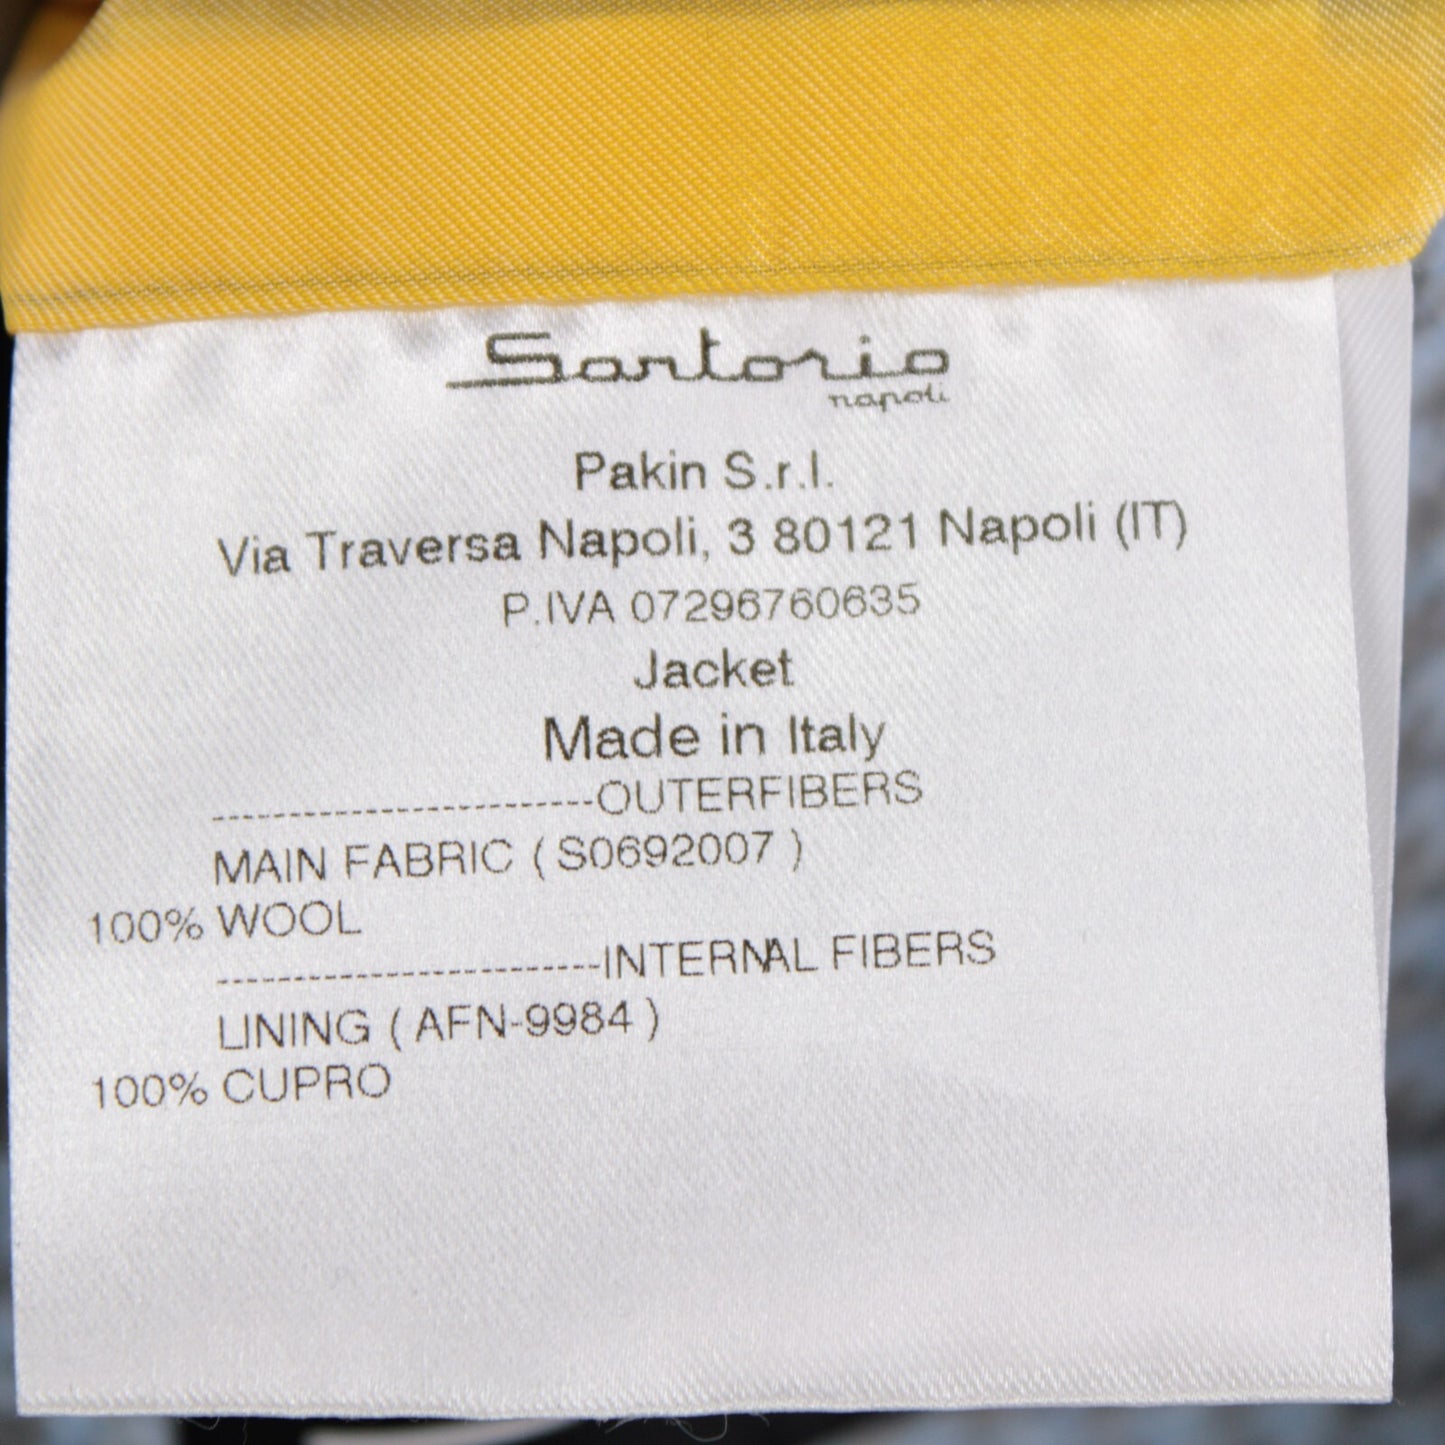 Sartorio
napoli
Pakin S.r.l.
Via Traversa Napoli, 3 80121 Napoli (IT)
P.IVA 07296760635
Jacket
Made in Italy
-----------------------OUTERFIBERS
MAIN FABRIC ( S0692007 )
100% WOOL
-----------------------INTERNAL FIBERS
LINING ( AFN-9984 )
100% CUPRO